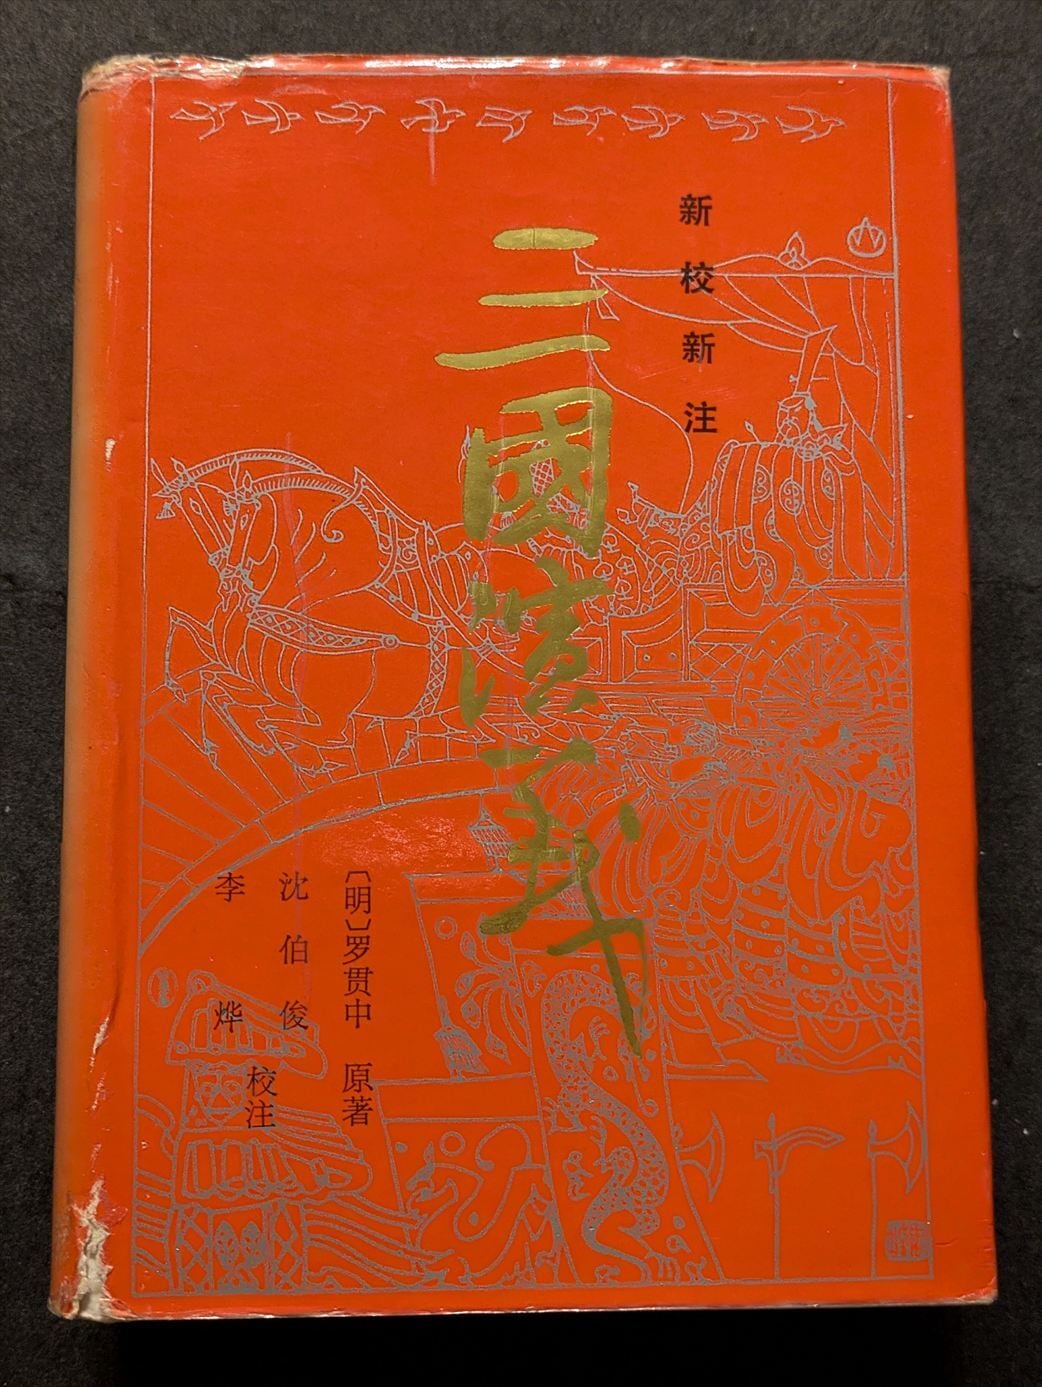 新校新注
三國演義
〔明〕罗贯中 原著
沈伯俊
李烨
校注